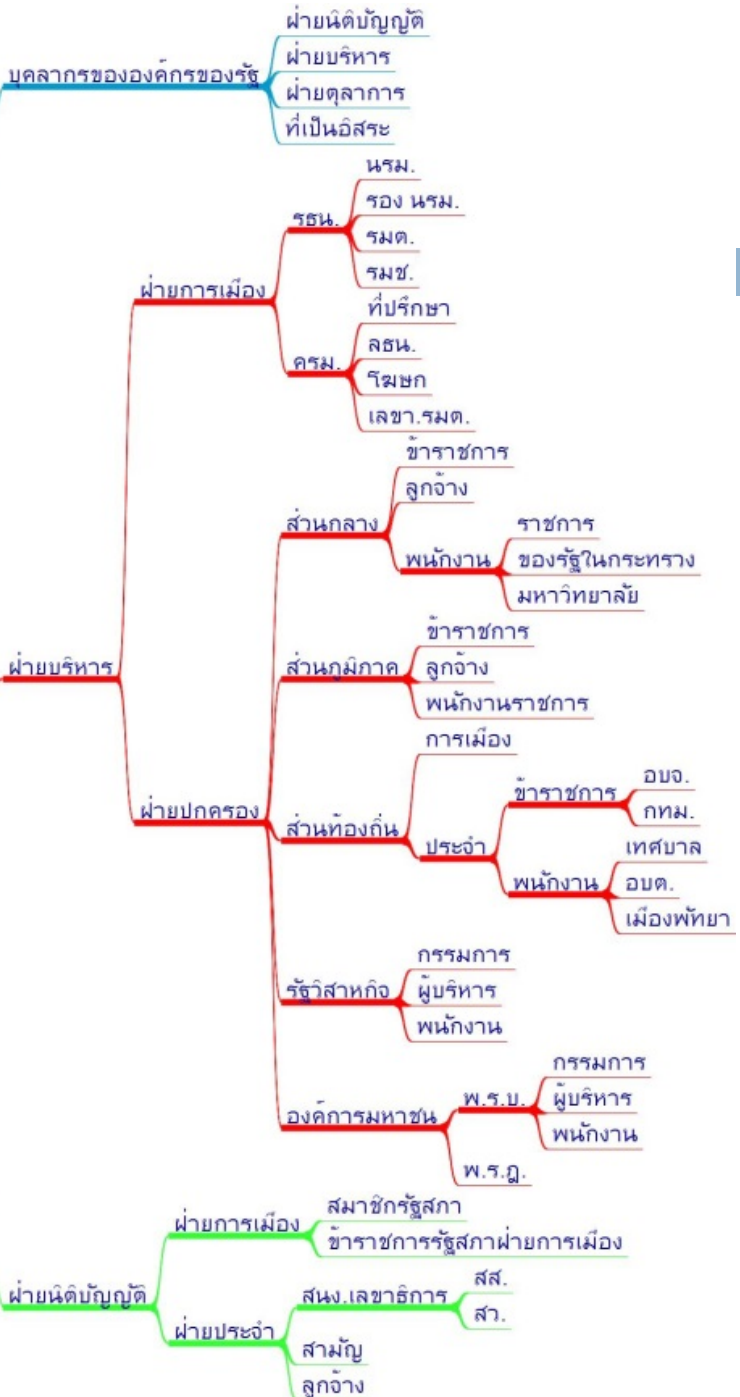 บุคลากรขององค์กรของรัฐ
ฝ่ายนิติบัญญัติ
ฝ่ายบริหาร
ฝ่ายตุลาการ
ที่เป็นอิสระ
ฝ่ายบริหาร
ฝ่ายการเมือง
รธน.
นรม.
รอง นรม.
รมต.
รมช.
ครม.
ที่ปรึกษา
ลธน.
โฆษก
เลขา.รมต.
ฝ่ายปกครอง
ส่วนกลาง
ข้าราชการ
ลูกจ้าง
พนักงาน
ราชการ
ของรัฐในกระทรวง
มหาวิทยาลัย
ส่วนภูมิภาค
ข้าราชการ
ลูกจ้าง
พนักงานราชการ
ส่วนท้องถิ่น
การเมือง
ประจำ
ข้าราชการ
อบจ.
กทม.
พนักงาน
เทศบาล
อบต.
เมืองพัทยา
รัฐวิสาหกิจ
กรรมการ
ผู้บริหาร
พนักงาน
องค์การมหาชน
พ.ร.บ.
กรรมการ
ผู้บริหาร
พนักงาน
พ.ร.ฎ.
ฝ่ายนิติบัญญัติ
ฝ่ายการเมือง
สมาชิกรัฐสภา
ข้าราชการรัฐสภาฝ่ายการเมือง
ฝ่ายประจำ
สนง.เลขาธิการ
สส.
สว.
สามัญ
ลูกจ้าง